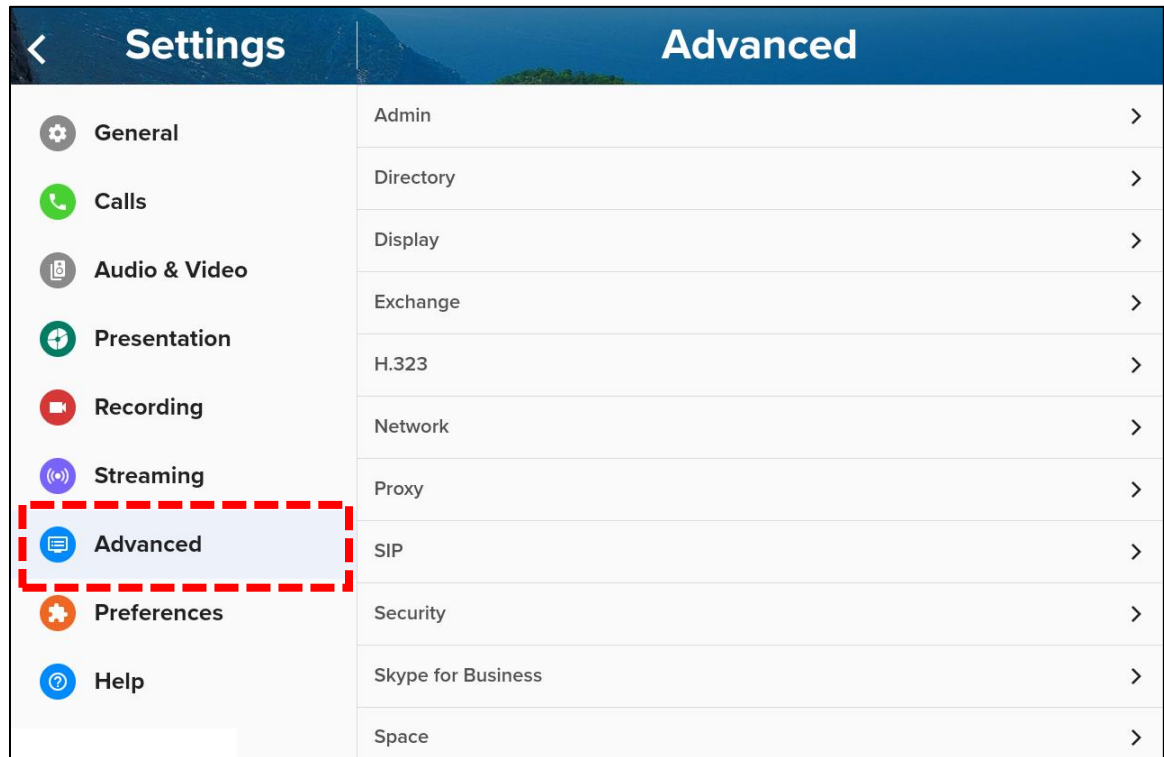 Settings
Advanced
General
Calls
Audio & Video
Presentation
Recording
Streaming
Advanced
Preferences
Help
Admin
Directory
Display
Exchange
H.323
Network
Proxy
SIP
Security
Skype for Business
Space